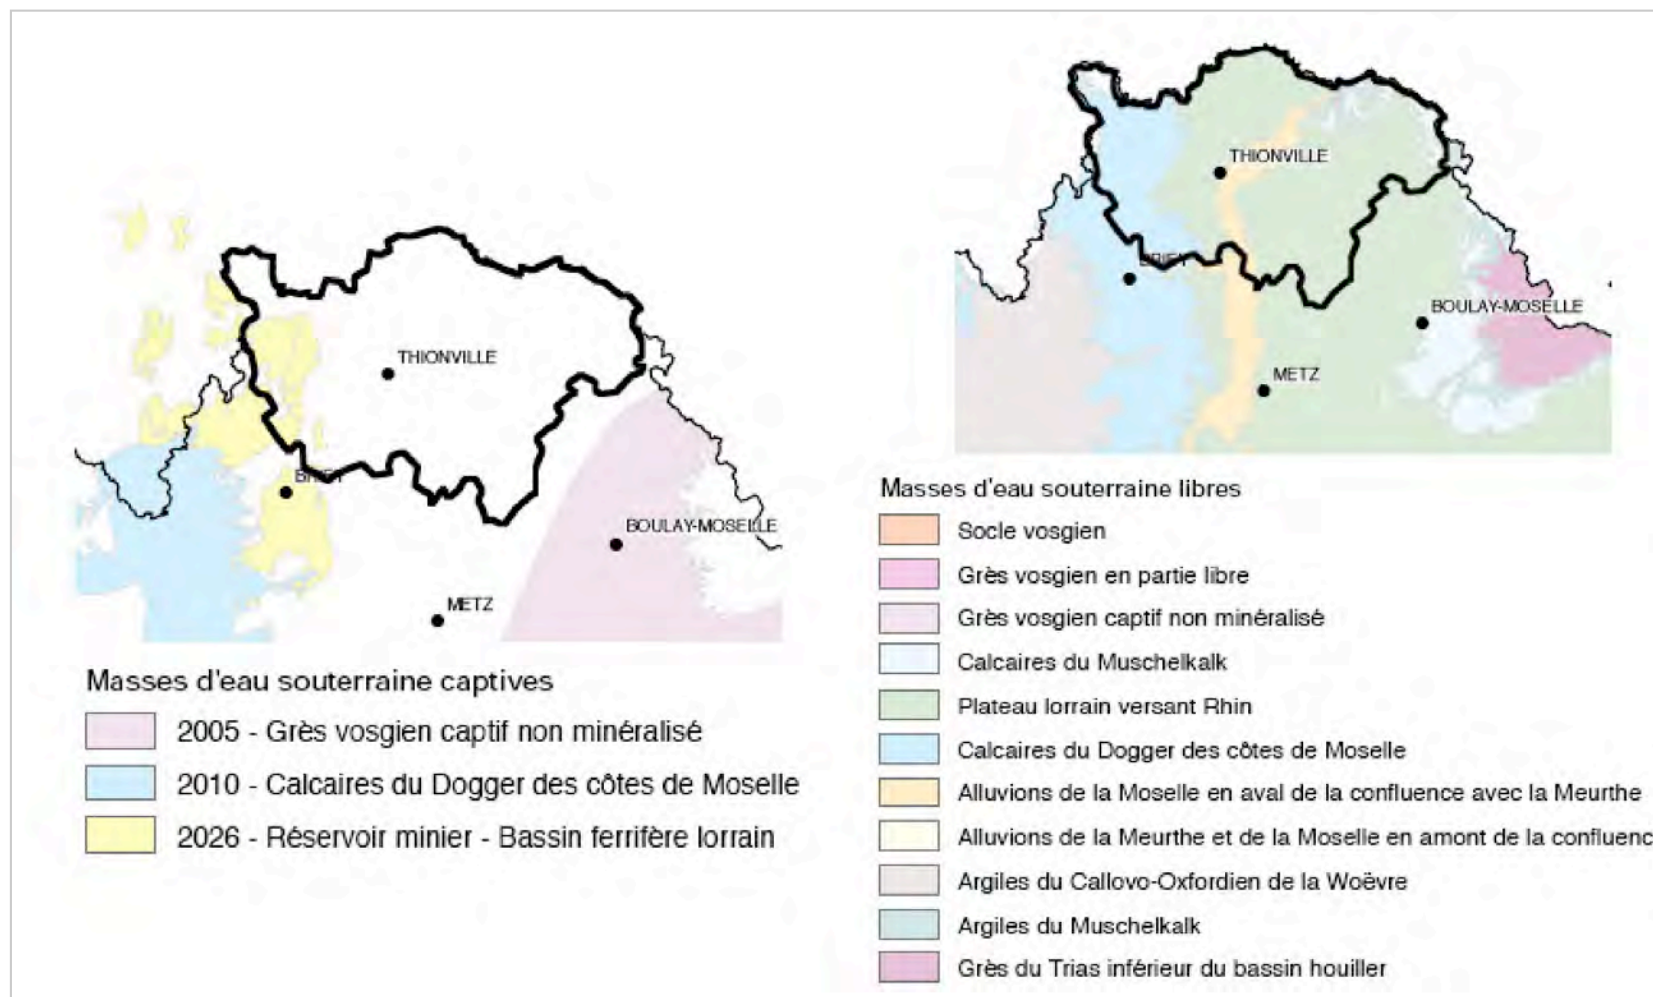 THIONVILLE
BRIEY
BOULAY-MOSELLE
METZ
Masses d'eau souterraine captives
2005 - Grès vosgien captif non minéralisé
2010 - Calcaires du Dogger des côtes de Moselle
2026 - Réservoir minier - Bassin ferrifère lorrain
THIONVILLE
BRIEY
BOULAY-MOSELLE
METZ
Masses d'eau souterraine libres
Socle vosgien
Grès vosgien en partie libre
Grès vosgien captif non minéralisé
Calcaires du Muschelkalk
Plateau lorrain versant Rhin
Calcaires du Dogger des côtes de Moselle
Alluvions de la Moselle en aval de la confluence avec la Meurthe
Alluvions de la Meurthe et de la Moselle en amont de la confluenc
Argiles du Callovo-Oxfordien de la Woëvre
Argiles du Muschelkalk
Grès du Trias inférieur du bassin houiller